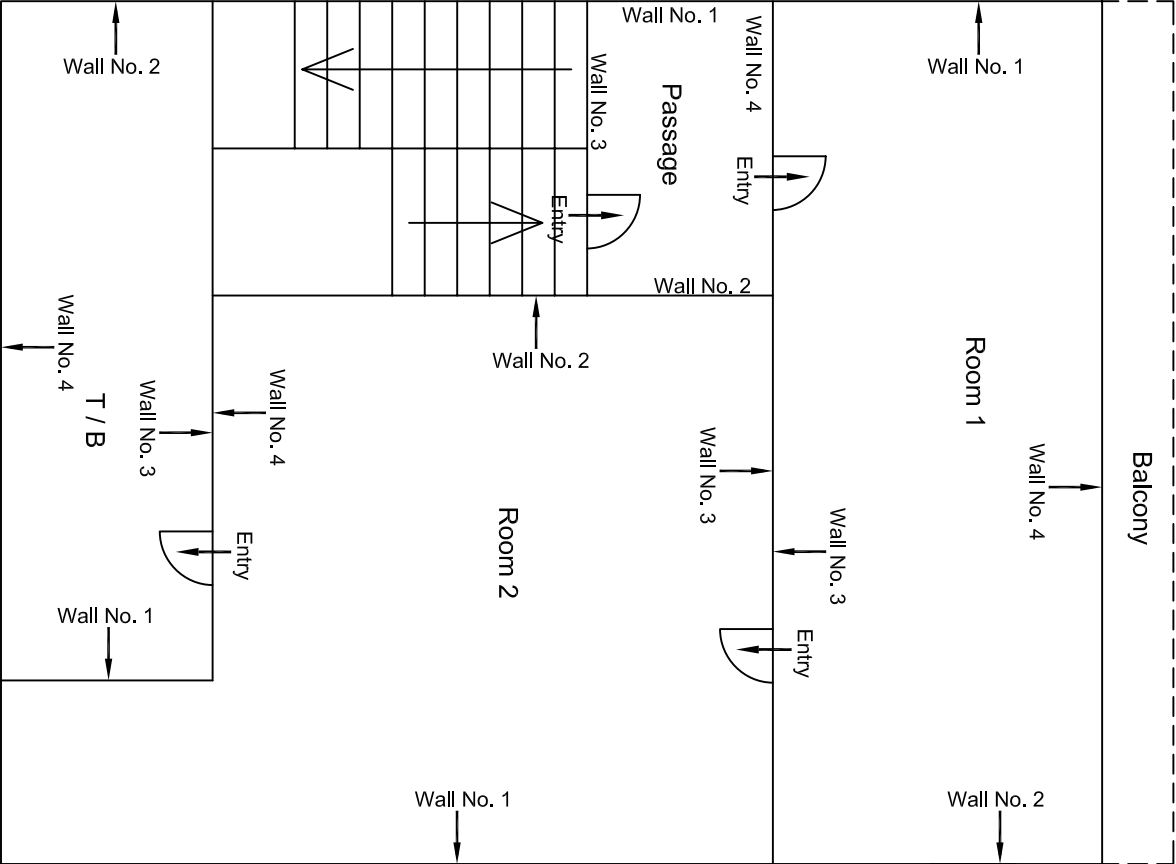 Wall No. 1
Wall No. 2
Wall No. 1
Wall No. 3
Wall No. 4
Passage
Entry
Entry
Wall No. 2
Wall No. 4
Wall No. 2
Room 1
Wall No. 4
T / B
Wall No. 3
Wall No. 3
Wall No. 4
Balcony
Room 2
Wall No. 3
Entry
Wall No. 1
Entry
Wall No. 1
Wall No. 2